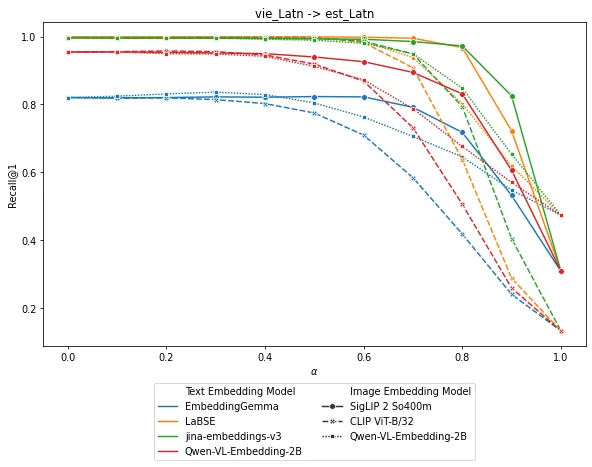 vie_Latn -> est_Latn
1.0
0.8
0.6
0.4
0.2
Recall@1
0.0 0.2 0.4 0.6 0.8 1.0
α
Text Embedding Model Image Embedding Model
EmbeddingGemma SigLIP 2 So400m
LaBSE CLIP ViT-B/32
jina-embeddings-v3 Qwen-VL-Embedding-2B
Qwen-VL-Embedding-2B